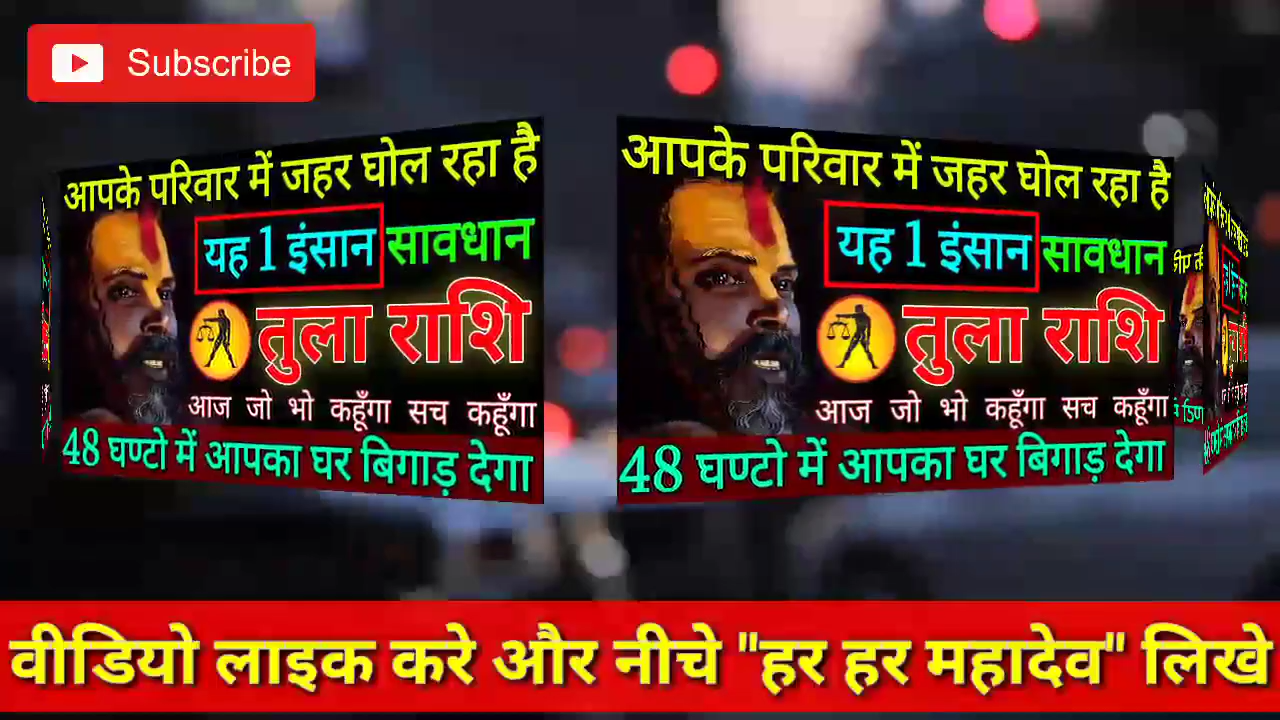 Subscribe
आपके परिवार में जहर घोल रहा है
यह 1 इंसान सावधान
तुला राशि
आज जो भो कहूँगा सच कहूँगा
48 घण्टो में आपका घर बिगाड़ देगा
आपके परिवार में जहर घोल रहा है
यह 1 इंसान सावधान
तुला राशि
आज जो भो कहूँगा सच कहूँगा
48 घण्टो में आपका घर बिगाड़ देगा
वीडियो लाइक करे और नीचे "हर हर महादेव" लिखे